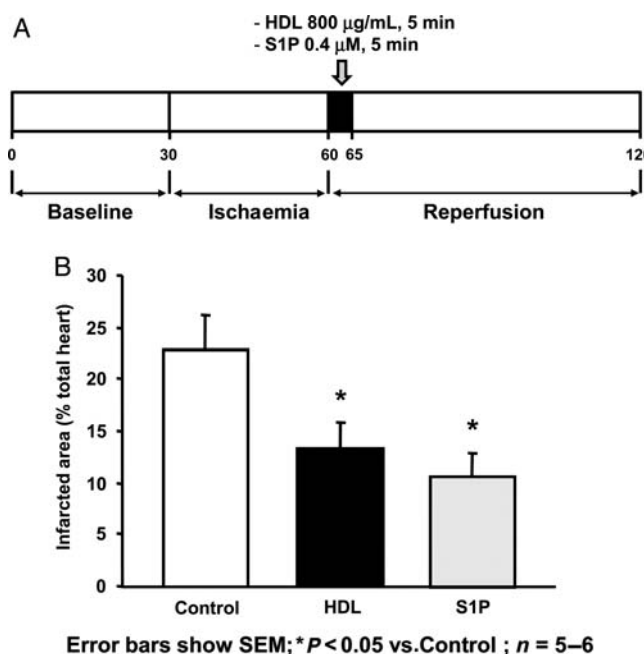 A
- HDL 800 μg/mL, 5 min
- S1P 0.4 μM, 5 min
0 30 60 65 120
Baseline Ischaemia Reperfusion
B
Infarcted area (% total heart)
30
25
20
15
10
5
0
*
*
Control HDL S1P
Error bars show SEM;*P < 0.05 vs.Control ; n = 5–6